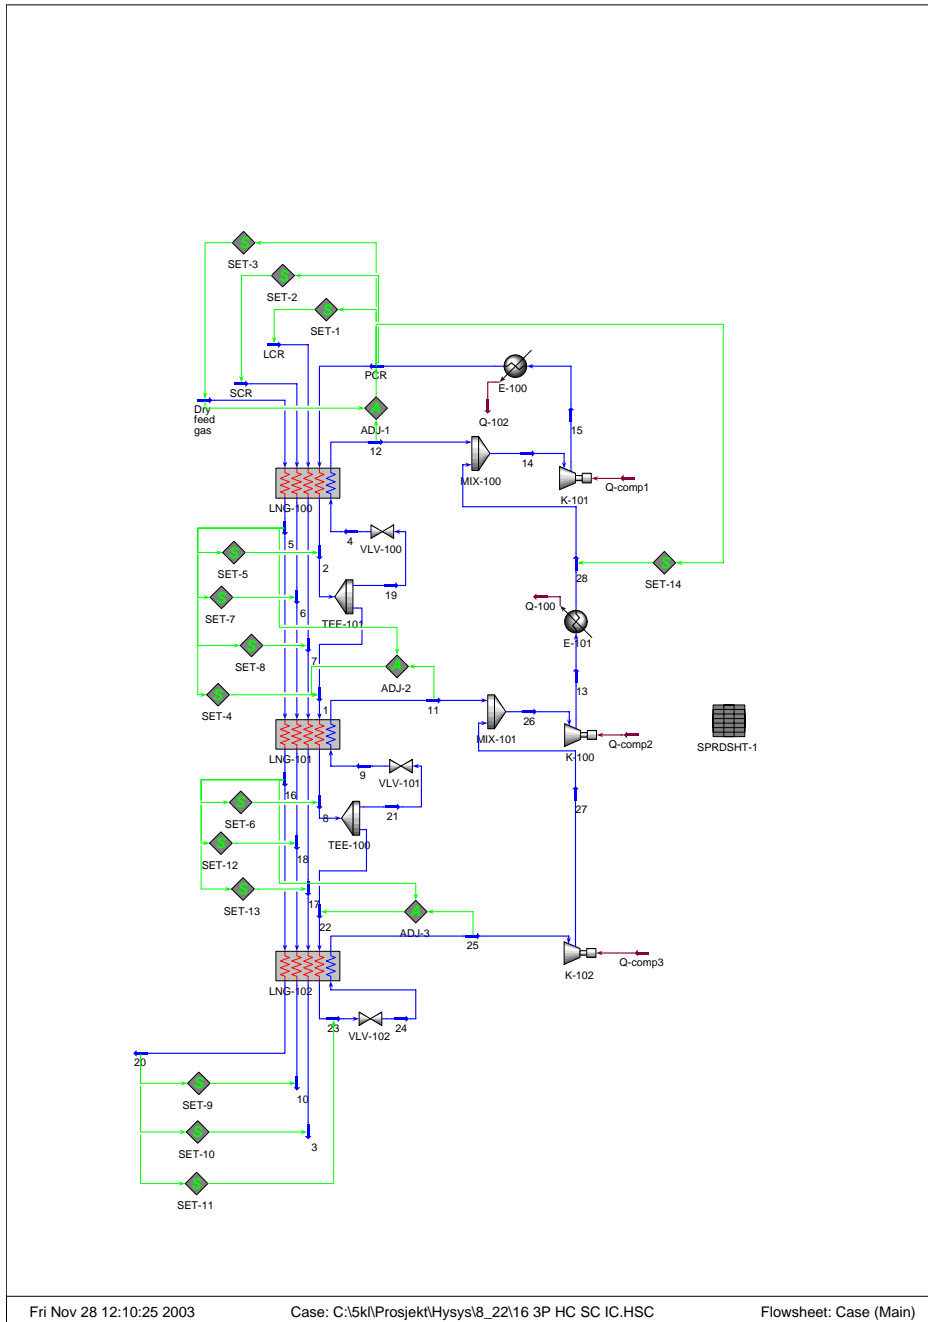 SET-3
SET-2
SET-1
LCR
PCR
E-100
SCR
Dry
feed
gas
Q-102
15
ADJ-1
12
MIX-100
14
K-101
Q-comp1
LNG-100
5
4
VLV-100
2
SET-5
19
28
SET-14
SET-7
6
TEE-101
Q-100
E-101
SET-8
7
ADJ-2
13
SET-4
1
11
MIX-101
26
K-100
Q-comp2
SPRDSHT-1
LNG-101
16
9
VLV-101
27
SET-6
8
21
TEE-100
SET-12
18
SET-13
17
22
ADJ-3
25
K-102
Q-comp3
LNG-102
23
VLV-102
24
20
SET-9
10
SET-10
3
SET-11
Fri Nov 28 12:10:25 2003 Case: C:\5kl\Prosjekt\Hysys\8_22\16 3P HC SC IC.HSC Flowsheet: Case (Main)